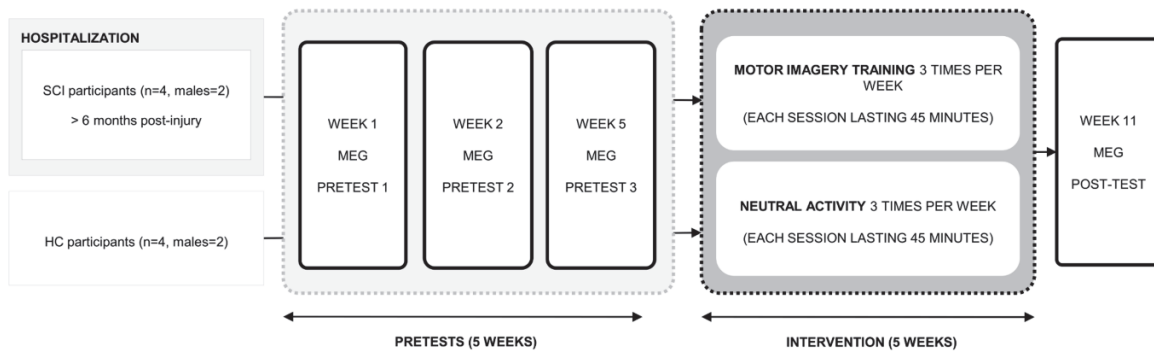 HOSPITALIZATION
SCI participants (n=4, males=2)
> 6 months post-injury
HC participants (n=4, males=2)
WEEK 1
MEG
PRETEST 1
WEEK 2
MEG
PRETEST 2
WEEK 5
MEG
PRETEST 3
PRETESTS (5 WEEKS)
MOTOR IMAGERY TRAINING 3 TIMES PER
WEEK
(EACH SESSION LASTING 45 MINUTES)
NEUTRAL ACTIVITY 3 TIMES PER WEEK
(EACH SESSION LASTING 45 MINUTES)
INTERVENTION (5 WEEKS)
WEEK 11
MEG
POST-TEST